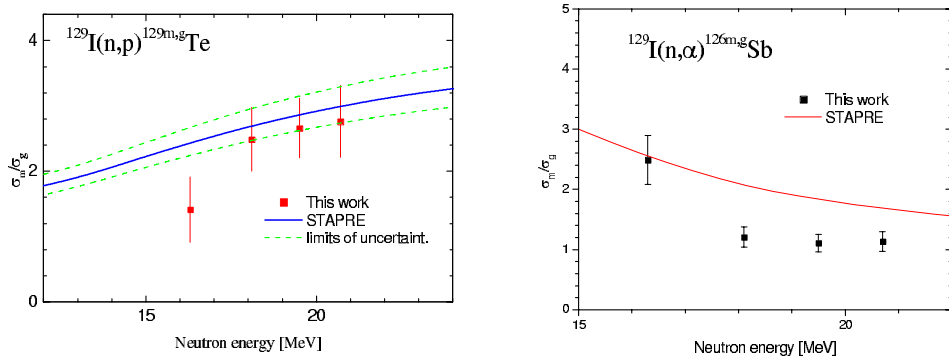 ¹²⁹I(n,p)¹²⁹ᵐ,ᵍTe
4
2
0
σm/σg
This work
STAPRE
limits of uncertaint.
15
20
Neutron energy [MeV]
¹²⁹I(n,α)¹²⁶ᵐ,ᵍSb
5
4
3
2
1
0
σm/σg
This work
STAPRE
15
20
Neutron energy [MeV]